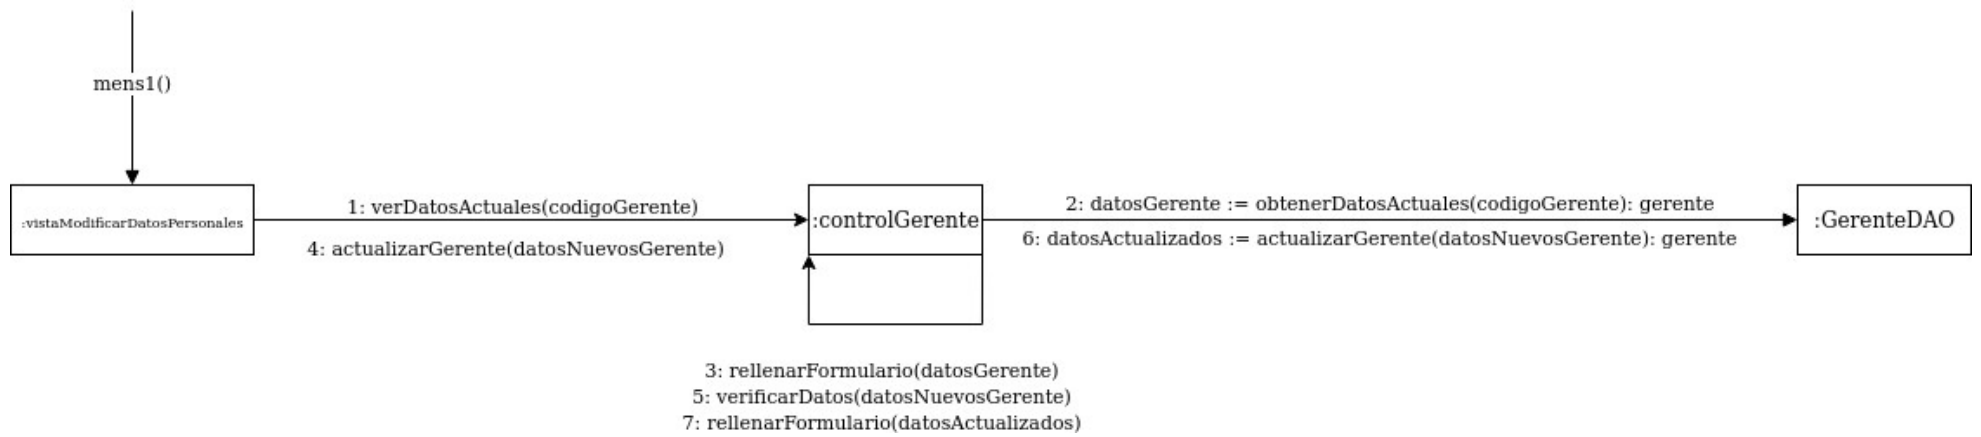 mens1()
:vistaModificarDatosPersonales
1: verDatosActuales(codigoGerente)
4: actualizarGerente(datosNuevosGerente)
:controlGerente
2: datosGerente := obtenerDatosActuales(codigoGerente): gerente
6: datosActualizados := actualizarGerente(datosNuevosGerente): gerente
:GerenteDAO
3: rellenarFormulario(datosGerente)
5: verificarDatos(datosNuevosGerente)
7: rellenarFormulario(datosActualizados)